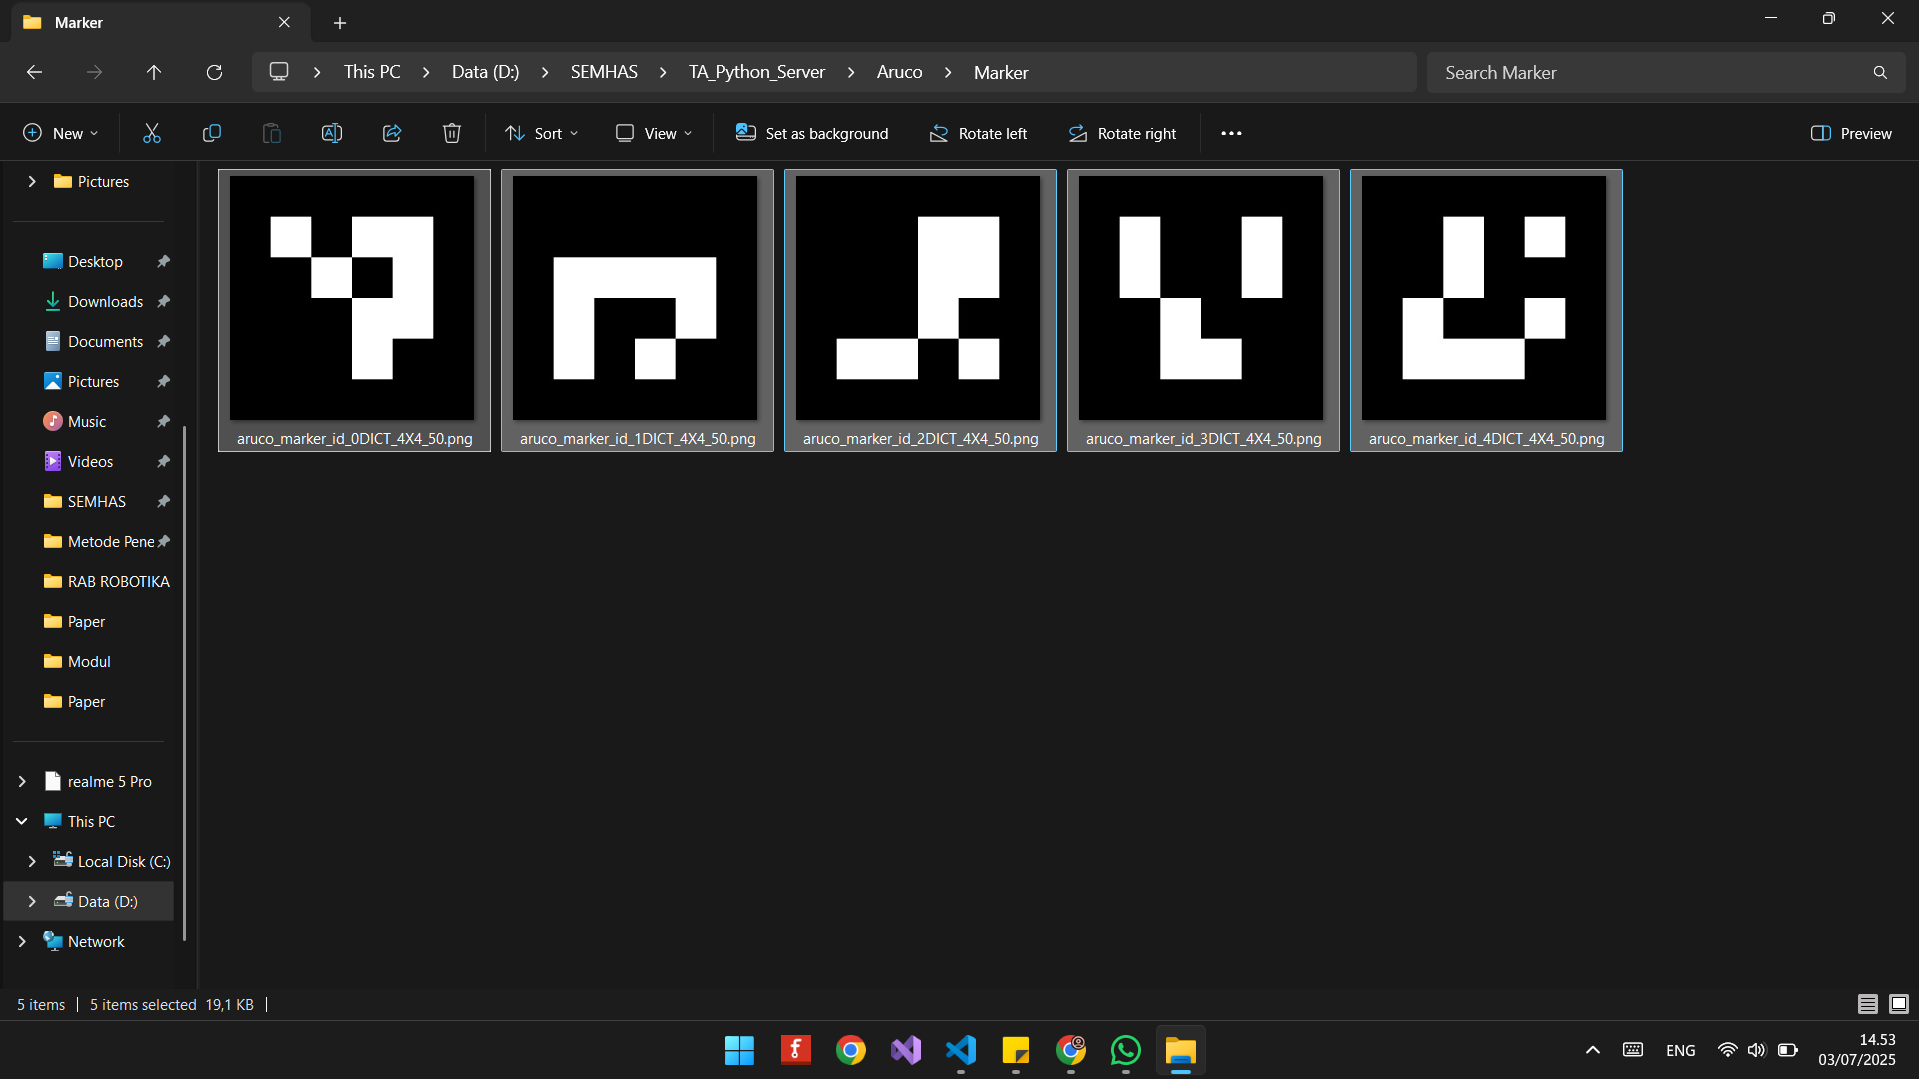 Marker
This PC
Data (D:)
SEMHAS
TA_Python_Server
Aruco
Marker
Search Marker
New
Sort
View
Set as background
Rotate left
Rotate right
Preview
Pictures
Desktop
Downloads
Documents
Pictures
Music
Videos
SEMHAS
Metode Pene
RAB ROBOTIKA
Paper
Modul
Paper
realme 5 Pro
This PC
Local Disk (C:)
Data (D:)
Network
aruco_marker_id_0DICT_4X4_50.png
aruco_marker_id_1DICT_4X4_50.png
aruco_marker_id_2DICT_4X4_50.png
aruco_marker_id_3DICT_4X4_50.png
aruco_marker_id_4DICT_4X4_50.png
5 items
5 items selected 19,1 KB
ENG
14.53
03/07/2025